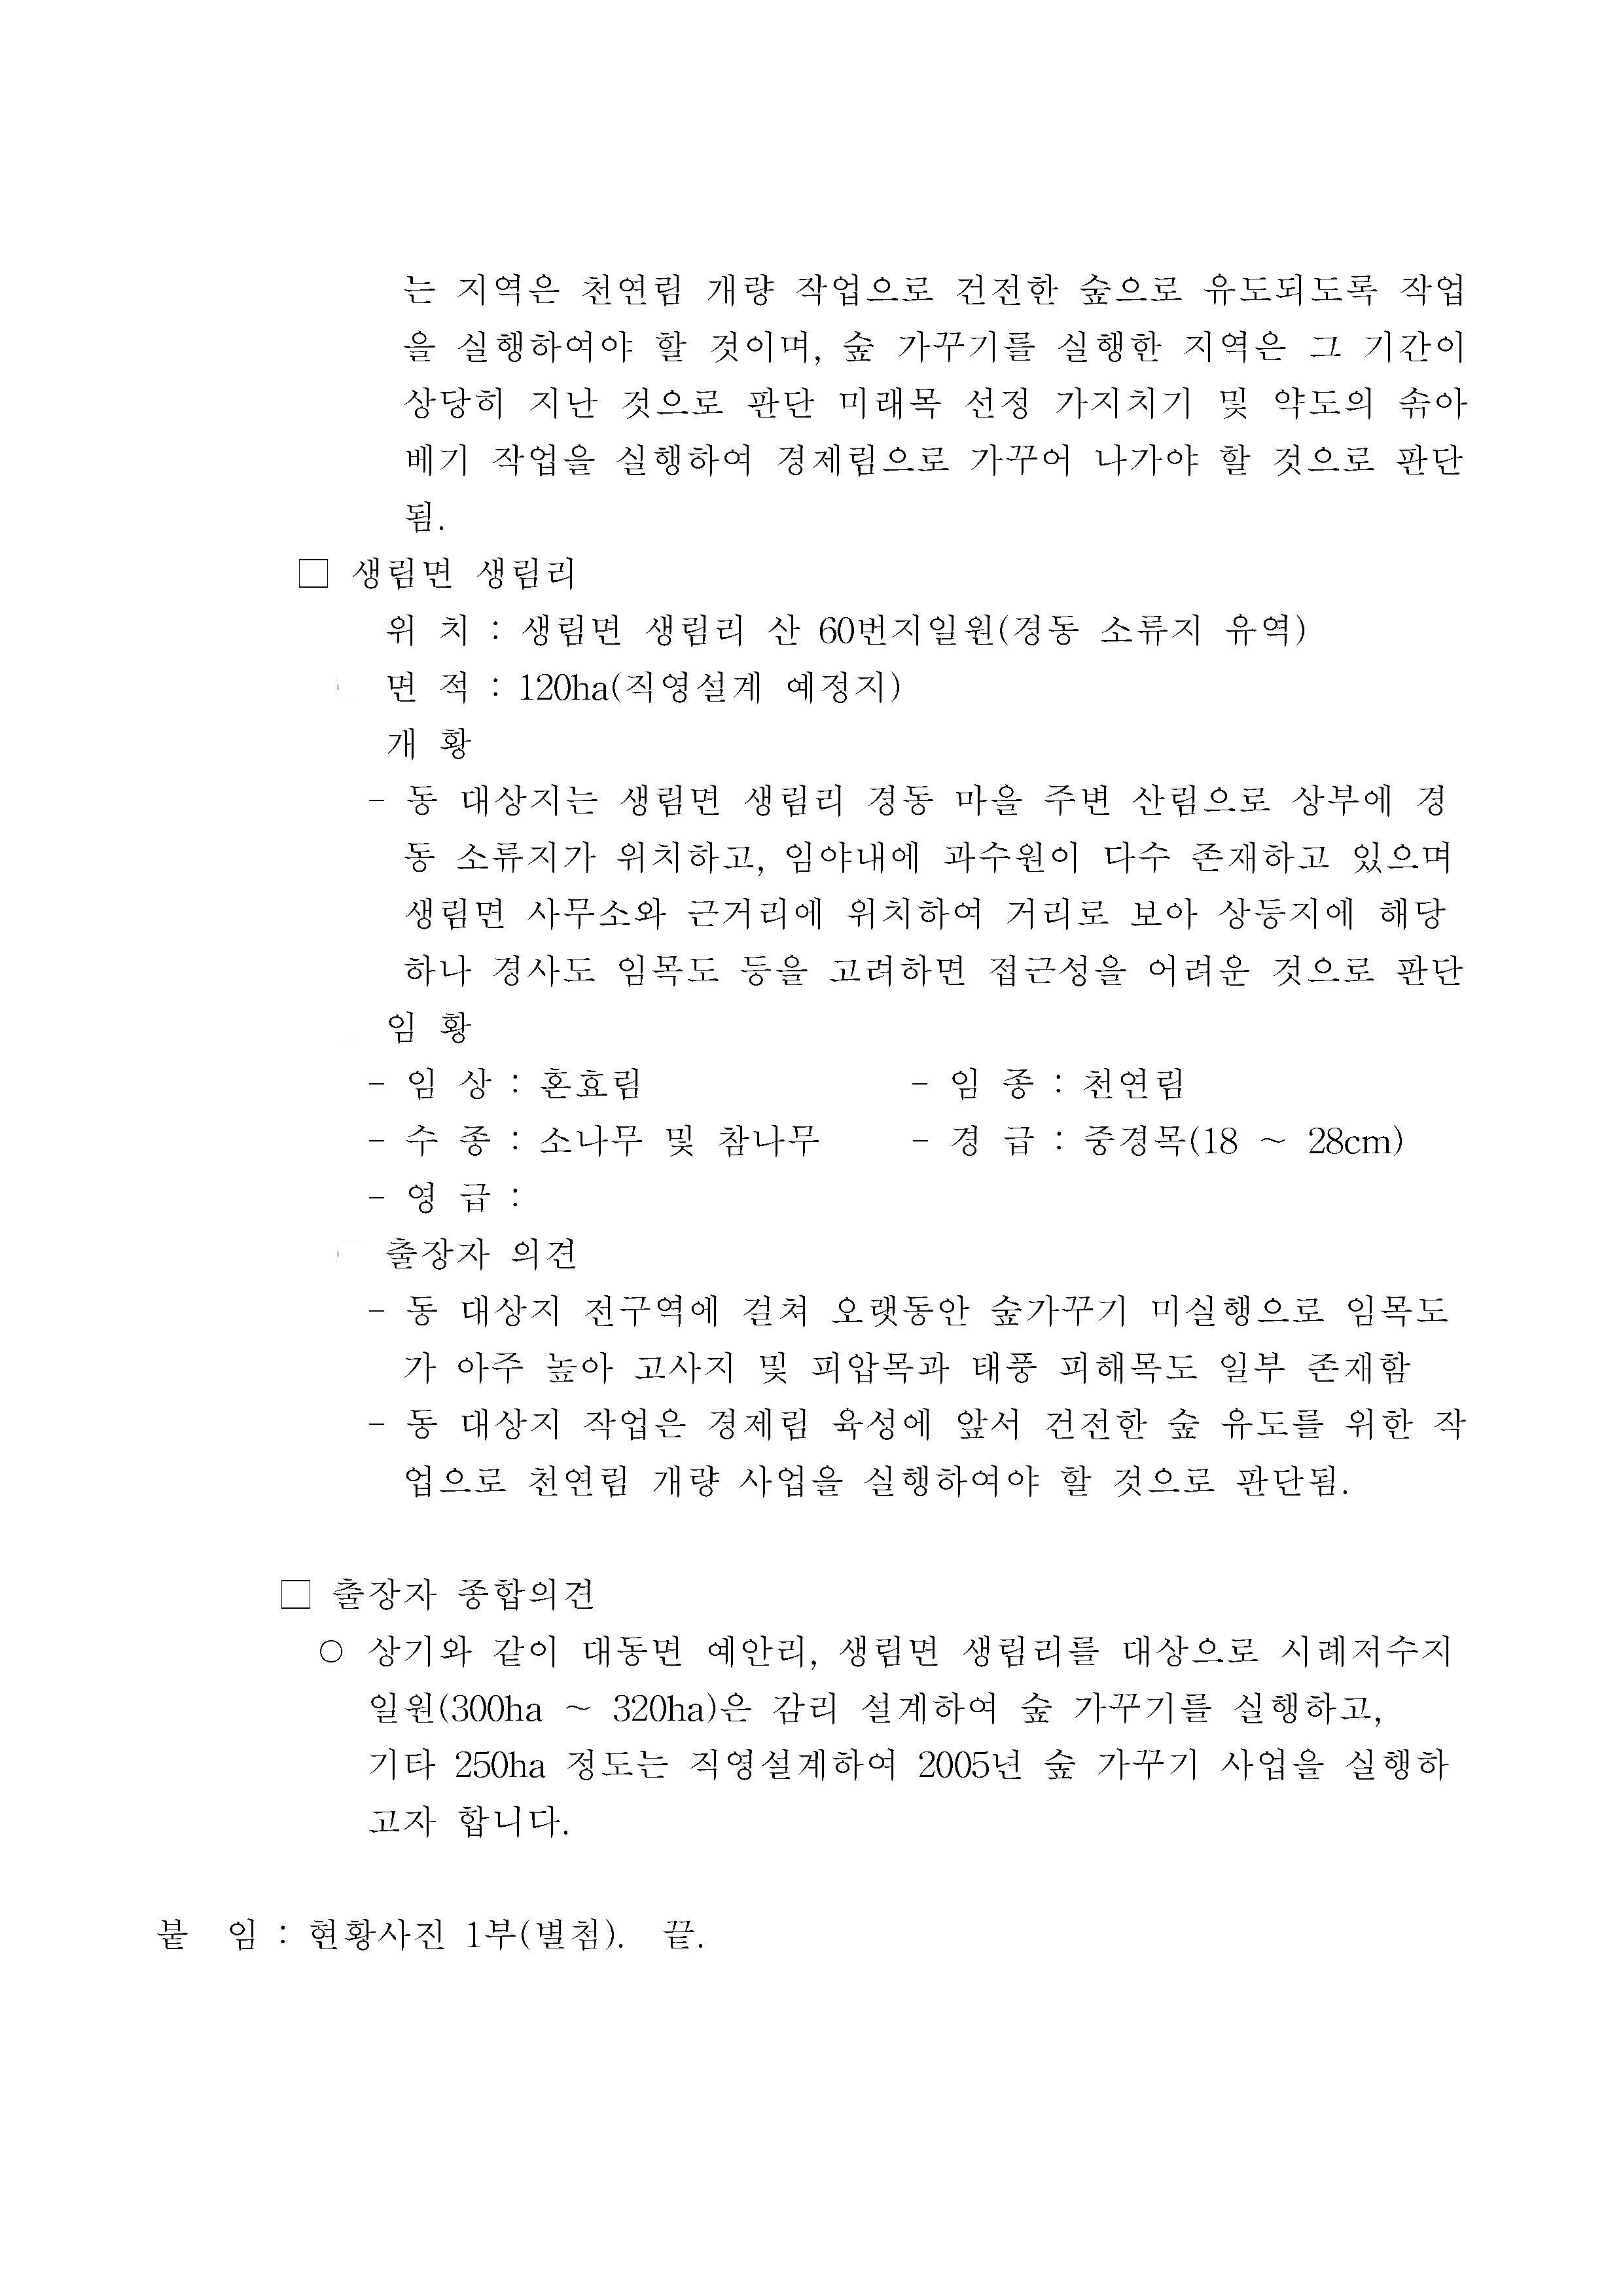 는 지역은 천연림 개량 작업으로 건전한 숲으로 유도되도록 작업
을 실행하여야 할 것이며, 숲 가꾸기를 실행한 지역은 그 기간이
상당히 지난 것으로 판단 미래목 선정 가지치기 및 약도의 솎아
베기 작업을 실행하여 경제림으로 가꾸어 나가야 할 것으로 판단
됨.
□ 생림면 생림리
위 치 : 생림면 생림리 산 60번지일원(경동 소류지 유역)
면 적 : 120ha(직영설계 예정지)
개 황
- 동 대상지는 생림면 생림리 경동 마을 주변 산림으로 상부에 경
동 소류지가 위치하고, 임야내에 과수원이 다수 존재하고 있으며
생림면 사무소와 근거리에 위치하여 거리로 보아 상등지에 해당
하나 경사도 임목도 등을 고려하면 접근성을 어려운 것으로 판단
임 황
- 임 상 : 혼효림 - 임 종 : 천연림
- 수 종 : 소나무 및 참나무 - 경 급 : 중경목(18 ~ 28cm)
- 영 급 :
출장자 의견
- 동 대상지 전구역에 걸쳐 오랫동안 숲가꾸기 미실행으로 임목도
가 아주 높아 고사지 및 피압목과 태풍 피해목도 일부 존재함
- 동 대상지 작업은 경제림 육성에 앞서 건전한 숲 유도를 위한 작
업으로 천연림 개량 사업을 실행하여야 할 것으로 판단됨.
□ 출장자 종합의견
○ 상기와 같이 대동면 예안리, 생림면 생림리를 대상으로 시례저수지
일원(300ha ~ 320ha)은 감리 설계하여 숲 가꾸기를 실행하고,
기타 250ha 정도는 직영설계하여 2005년 숲 가꾸기 사업을 실행하
고자 합니다.
붙 임 : 현황사진 1부(별첨). 끝.